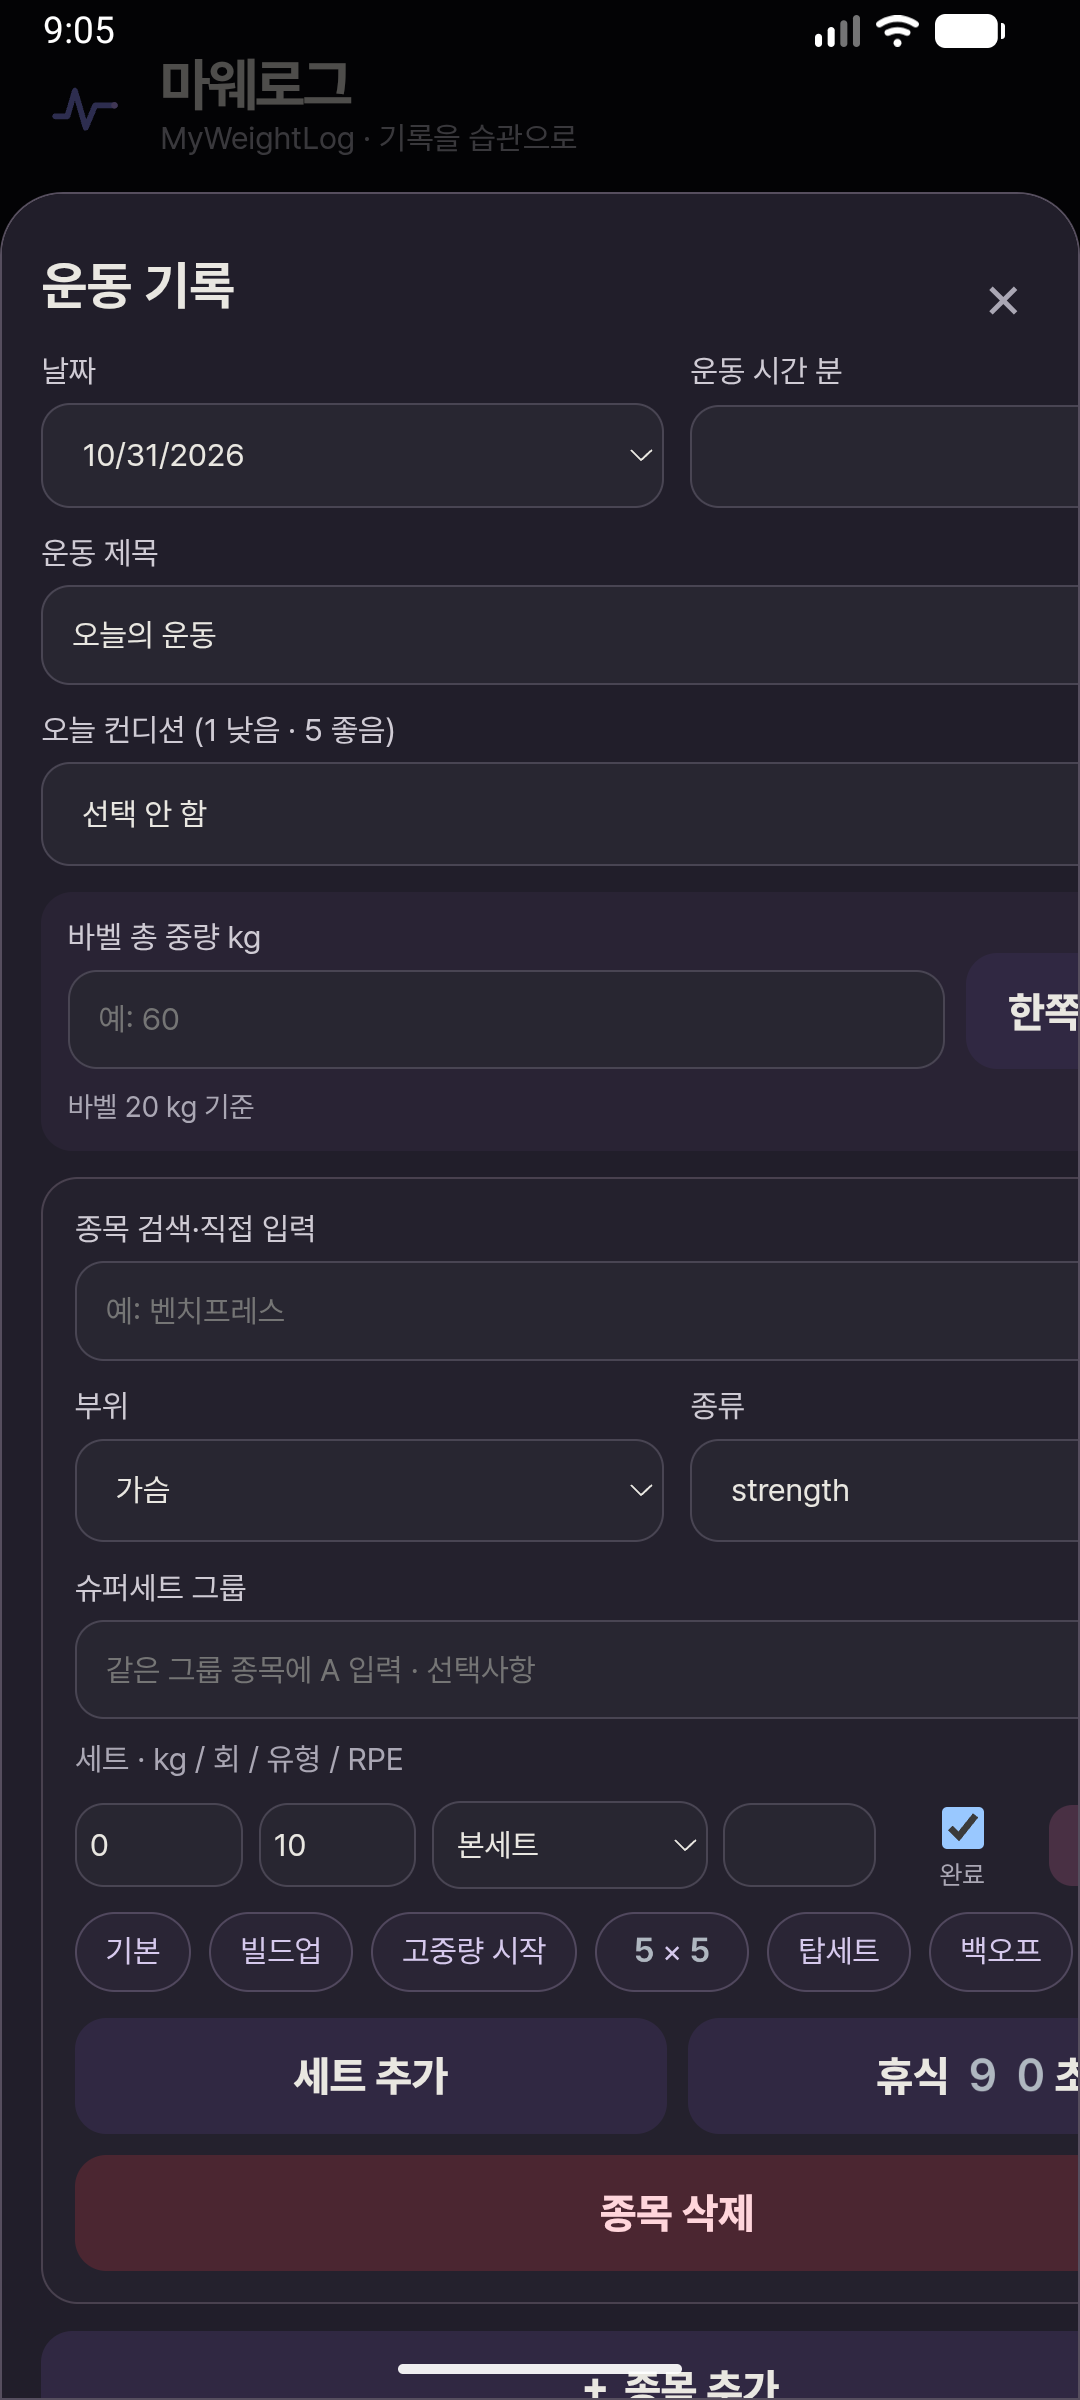 9:05
마웨로그
MyWeightLog · 기록을 습관으로
운동 기록
날짜
운동 시간 분
10/31/2026
운동 제목
오늘의 운동
오늘 컨디션 (1 낮음 · 5 좋음)
선택 안 함
바벨 총 중량 kg
예: 60
한쪽
바벨 20 kg 기준
종목 검색·직접 입력
예: 벤치프레스
부위
종류
가슴
strength
슈퍼세트 그룹
같은 그룹 종목에 A 입력 · 선택사항
세트 · kg / 회 / 유형 / RPE
0 10 본세트
완료
기본 빌드업 고중량 시작 5 × 5 탑세트 백오프
세트 추가
휴식 90초
종목 삭제
+ 종목 추가